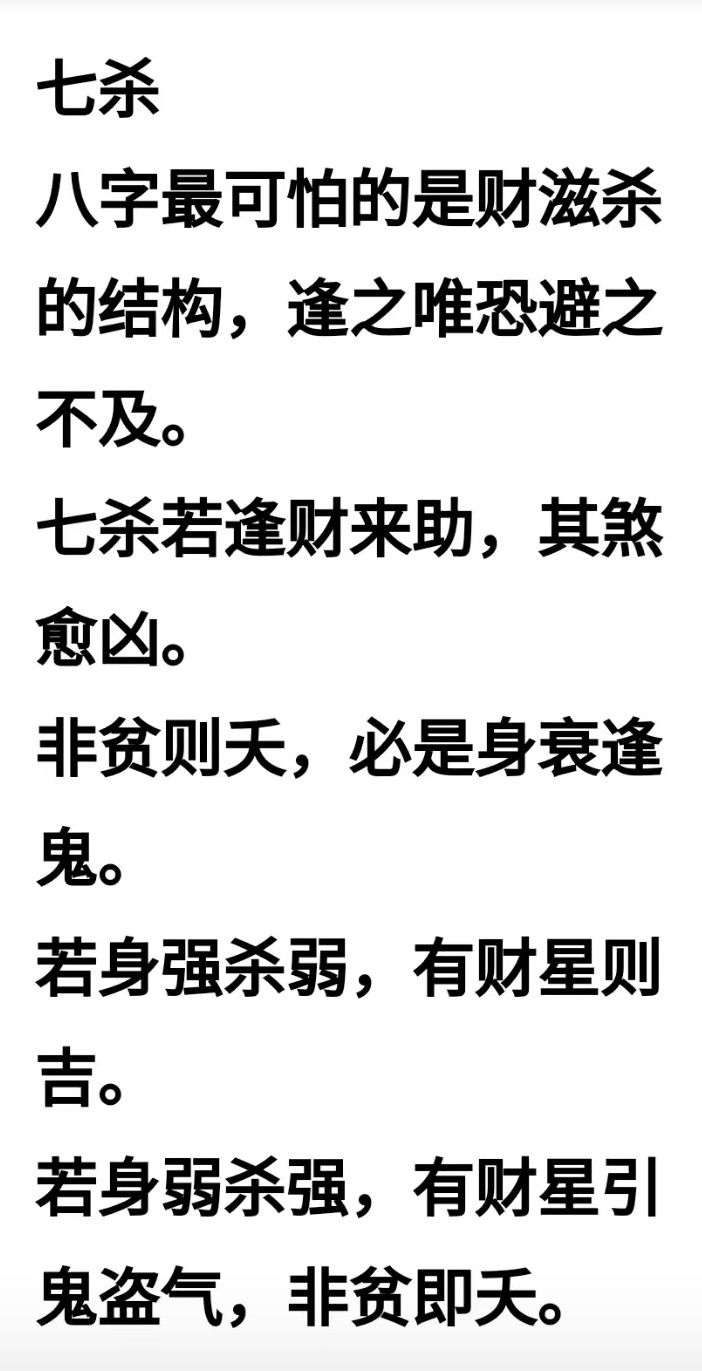 七杀
八字最可怕的是财滋杀
的结构，逢之唯恐避之
不及。
七杀若逢财来助，其煞
愈凶。
非贫则夭，必是身衰逢
鬼。
若身强杀弱，有财星则
吉。
若身弱杀强，有财星引
鬼盗气，非贫即夭。